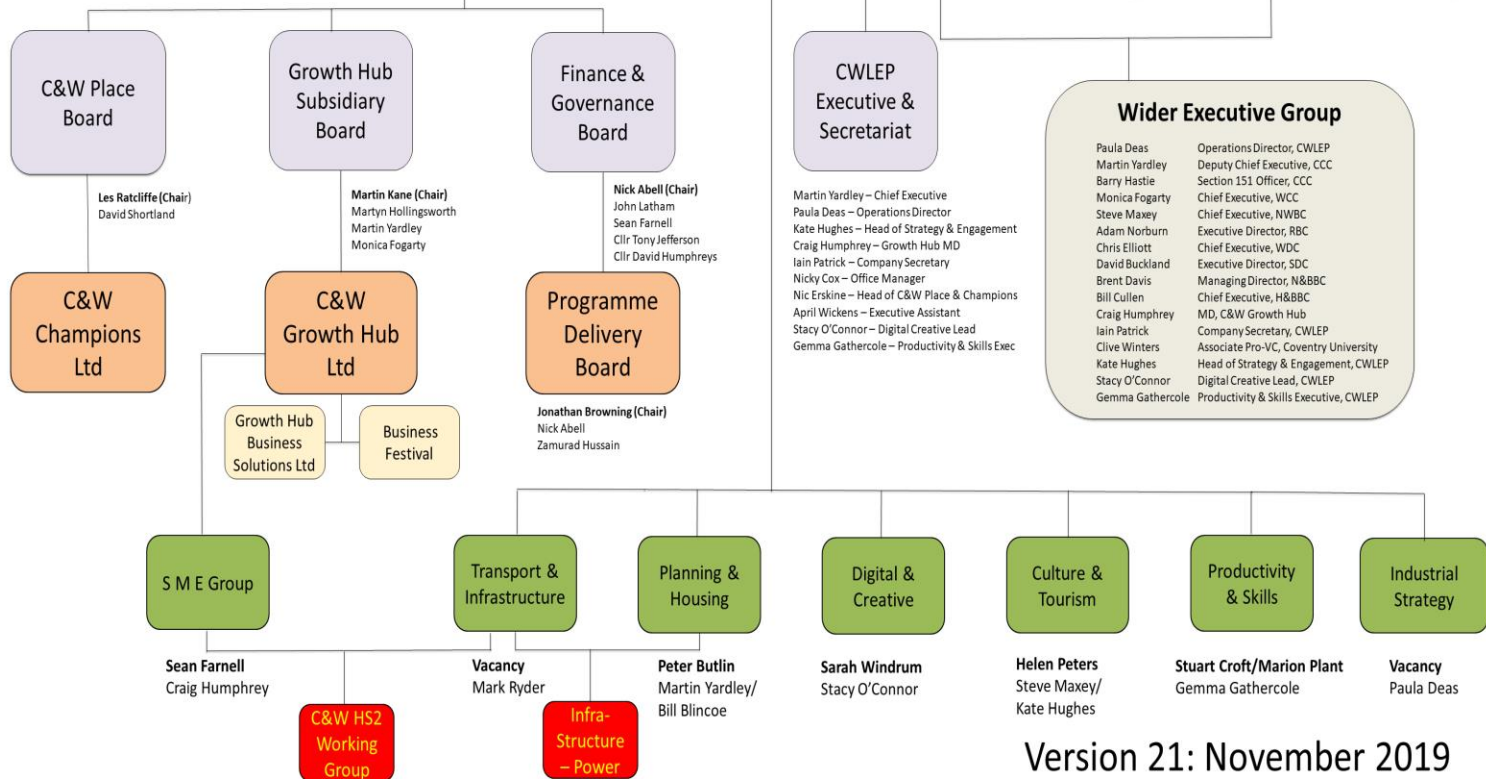 C&W Place
Board
Growth Hub
Subsidiary
Board
Finance &
Governance
Board
CWLEP
Executive &
Secretariat
Wider Executive Group
Paula Deas Operations Director, CWLEP
Martin Yardley Deputy Chief Executive, CCC
Barry Hastie Section 151 Officer, CCC
Monica Fogarty Chief Executive, WCC
Steve Maxey Chief Executive, NWBC
Adam Norburn Executive Director, RBC
Chris Elliott Chief Executive, WDC
David Buckland Executive Director, SDC
Brent Davis Managing Director, N&BBC
Bill Cullen Chief Executive, H&BBC
Craig Humphrey MD, C&W Growth Hub
Iain Patrick Company Secretary, CWLEP
Clive Winters Associate Pro-VC, Coventry University
Kate Hughes Head of Strategy & Engagement, CWLEP
Stacy O’Connor Digital Creative Lead, CWLEP
Gemma Gathercole Productivity & Skills Executive, CWLEP
Les Ratcliffe (Chair)
David Shortland
Martin Kane (Chair)
Martyn Hollingsworth
Martin Yardley
Monica Fogarty
Nick Abell (Chair)
John Latham
Sean Farnell
Cllr Tony Jefferson
Cllr David Humphreys
Martin Yardley – Chief Executive
Paula Deas – Operations Director
Kate Hughes – Head of Strategy & Engagement
Craig Humphrey – Growth Hub MD
Iain Patrick – Company Secretary
Nicky Cox – Office Manager
Nic Erskine – Head of C&W Place & Champions
April Wickens – Executive Assistant
Stacy O’Connor – Digital Creative Lead
Gemma Gathercole – Productivity & Skills Exec
C&W
Champions
Ltd
C&W
Growth Hub
Ltd
Programme
Delivery
Board
Growth Hub
Business
Solutions Ltd
Business
Festival
Jonathan Browning (Chair)
Nick Abell
Zamurad Hussain
S M E Group
Transport &
Infrastructure
Planning &
Housing
Digital &
Creative
Culture &
Tourism
Productivity
& Skills
Industrial
Strategy
Sean Farnell
Craig Humphrey
Vacancy
Mark Ryder
Peter Butlin
Martin Yardley/
Bill Blincoe
Sarah Windrum
Stacy O’Connor
Helen Peters
Steve Maxey/
Kate Hughes
Stuart Croft/Marion Plant
Gemma Gathercole
Vacancy
Paula Deas
C&W HS2
Working
Group
Infra-
Structure
– Power
Version 21: November 2019